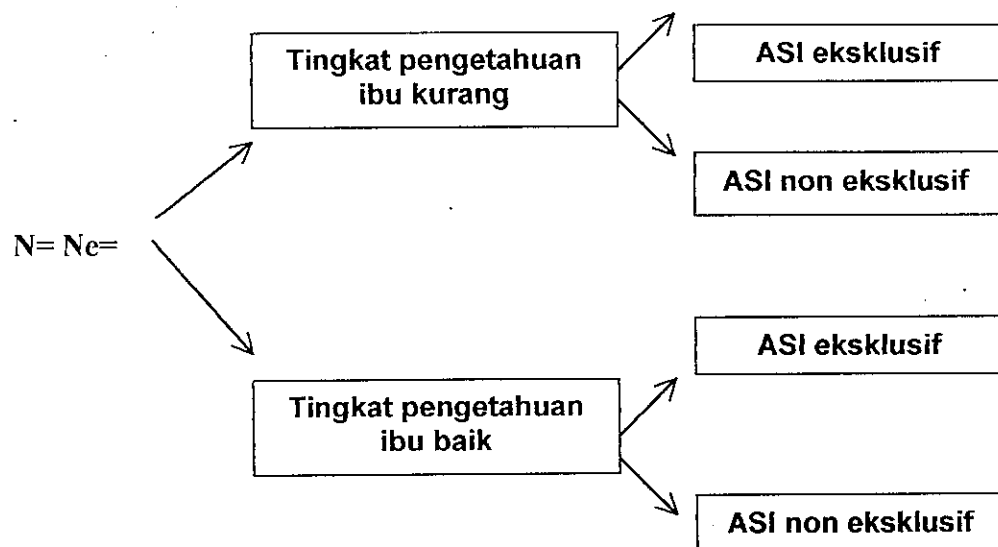 Tingkat pengetahuan
ibu kurang
ASI eksklusif
ASI non eksklusif
N= Ne=
Tingkat pengetahuan
ibu baik
ASI eksklusif
ASI non eksklusif